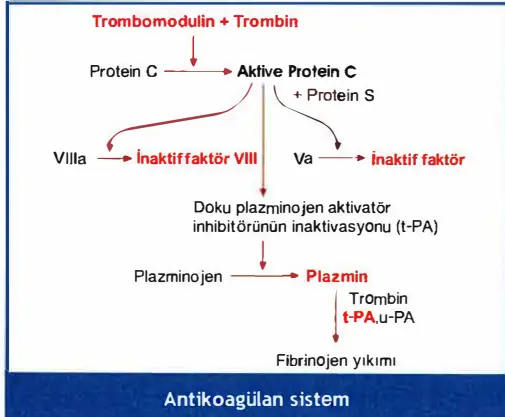 Trombomodulin + Trombin
Protein C Aktive Protein C
+ Protein S
VIIIa İnaktif faktör VIII Va İnaktif faktör
Doku plazminojen aktivatör
inhibitörünün inaktivasyonu (t-PA)
Plazminojen Plazmin
Trombin
t-PA,u-PA
Fibrinojen yıkımı
Antikoagülan sistem